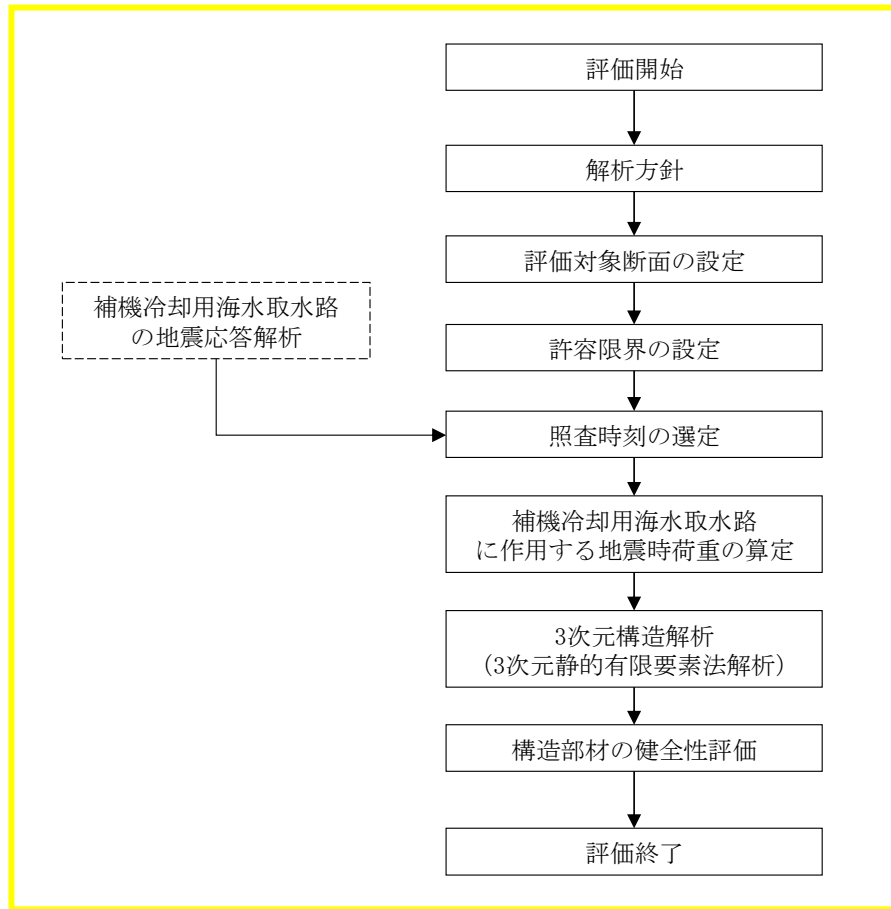 評価開始
解析方針
評価対象断面の設定
補機冷却用海水取水路
の地震応答解析
許容限界の設定
照査時刻の選定
補機冷却用海水取水路
に作用する地震時荷重の算定
3次元構造解析
(3次元静的有限要素法解析)
構造部材の健全性評価
評価終了